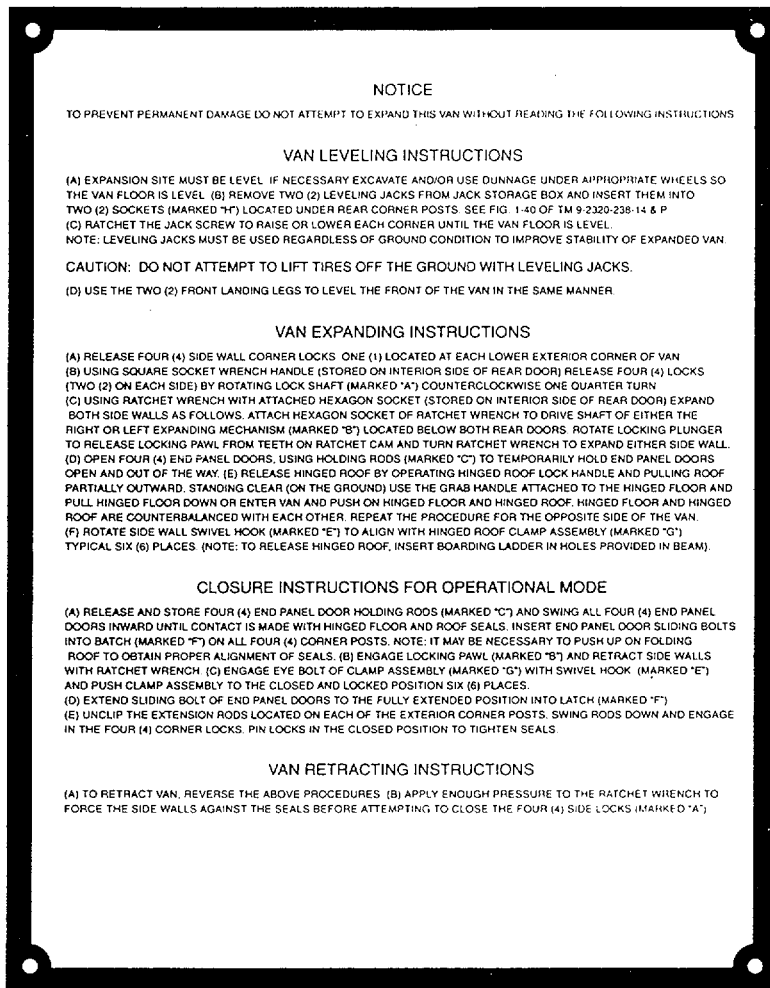 NOTICE
TO PREVENT PERMANENT DAMAGE DO NOT ATTEMPT TO EXPAND THIS VAN WITHOUT READING THE FOLLOWING INSTRUCTIONS
VAN LEVELING INSTRUCTIONS
(A) EXPANSION SITE MUST BE LEVEL. IF NECESSARY EXCAVATE AND/OR USE DUNNAGE UNDER APPROPRIATE WHEELS SO
THE VAN FLOOR IS LEVEL (B) REMOVE TWO (2) LEVELING JACKS FROM JACK STORAGE BOX AND INSERT THEM INTO
TWO (2) SOCKETS (MARKED "H") LOCATED UNDER REAR CORNER POSTS. SEE FIG. 1-40 OF TM 9-2320-238-14 & P
(C) RATCHET THE JACK SCREW TO RAISE OR LOWER EACH CORNER UNTIL THE VAN FLOOR IS LEVEL.
NOTE: LEVELING JACKS MUST BE USED REGARDLESS OF GROUND CONDITION TO IMPROVE STABILITY OF EXPANDED VAN.
CAUTION: DO NOT ATTEMPT TO LIFT TIRES OFF THE GROUND WITH LEVELING JACKS.
(D) USE THE TWO (2) FRONT LANDING LEGS TO LEVEL THE FRONT OF THE VAN IN THE SAME MANNER.
VAN EXPANDING INSTRUCTIONS
(A) RELEASE FOUR (4) SIDE WALL CORNER LOCKS ONE (1) LOCATED AT EACH LOWER EXTERIOR CORNER OF VAN
(B) USING SQUARE SOCKET WRENCH HANDLE (STORED ON INTERIOR SIDE OF REAR DOOR) RELEASE FOUR (4) LOCKS
(TWO (2) ON EACH SIDE) BY ROTATING LOCK SHAFT (MARKED "A") COUNTERCLOCKWISE ONE QUARTER TURN
(C) USING RATCHET WRENCH WITH ATTACHED HEXAGON SOCKET (STORED ON INTERIOR SIDE OF REAR DOOR) EXPAND
BOTH SIDE WALLS AS FOLLOWS. ATTACH HEXAGON SOCKET OF RATCHET WRENCH TO DRIVE SHAFT OF EITHER THE
RIGHT OR LEFT EXPANDING MECHANISM (MARKED "B") LOCATED BELOW BOTH REAR DOORS. ROTATE LOCKING PLUNGER
TO RELEASE LOCKING PAWL FROM TEETH ON RATCHET CAM AND TURN RATCHET WRENCH TO EXPAND EITHER SIDE WALL.
(D) OPEN FOUR (4) END PANEL DOORS, USING HOLDING RODS (MARKED "C") TO TEMPORARILY HOLD END PANEL DOORS
OPEN AND OUT OF THE WAY. (E) RELEASE HINGED ROOF BY OPERATING HINGED ROOF LOCK HANDLE AND PULLING ROOF
PARTIALLY OUTWARD. STANDING CLEAR (ON THE GROUND) USE THE GRAB HANDLE ATTACHED TO THE HINGED FLOOR AND
PULL HINGED FLOOR DOWN OR ENTER VAN AND PUSH ON HINGED FLOOR AND HINGED ROOF. HINGED FLOOR AND HINGED
ROOF ARE COUNTERBALANCED WITH EACH OTHER. REPEAT THE PROCEDURE FOR THE OPPOSITE SIDE OF THE VAN.
(F) ROTATE SIDE WALL SWIVEL HOOK (MARKED "E") TO ALIGN WITH HINGED ROOF CLAMP ASSEMBLY (MARKED "G")
TYPICAL SIX (6) PLACES. (NOTE: TO RELEASE HINGED ROOF, INSERT BOARDING LADDER IN HOLES PROVIDED IN BEAM).
CLOSURE INSTRUCTIONS FOR OPERATIONAL MODE
(A) RELEASE AND STORE FOUR (4) END PANEL DOOR HOLDING RODS (MARKED "C") AND SWING ALL FOUR (4) END PANEL
DOORS INWARD UNTIL CONTACT IS MADE WITH HINGED FLOOR AND ROOF SEALS. INSERT END PANEL DOOR SLIDING BOLTS
INTO BATCH (MARKED "F") ON ALL FOUR (4) CORNER POSTS. NOTE: IT MAY BE NECESSARY TO PUSH UP ON FOLDING
ROOF TO OBTAIN PROPER ALIGNMENT OF SEALS. (B) ENGAGE LOCKING PAWL (MARKED "B") AND RETRACT SIDE WALLS
WITH RATCHET WRENCH. (C) ENGAGE EYE BOLT OF CLAMP ASSEMBLY (MARKED "G") WITH SWIVEL HOOK (MARKED "E")
AND PUSH CLAMP ASSEMBLY TO THE CLOSED AND LOCKED POSITION SIX (6) PLACES.
(D) EXTEND SLIDING BOLT OF END PANEL DOORS TO THE FULLY EXTENDED POSITION INTO LATCH (MARKED "F")
(E) UNCLIP THE EXTENSION RODS LOCATED ON EACH OF THE EXTERIOR CORNER POSTS. SWING RODS DOWN AND ENGAGE
IN THE FOUR (4) CORNER LOCKS. PIN LOCKS IN THE CLOSED POSITION TO TIGHTEN SEALS.
VAN RETRACTING INSTRUCTIONS
(A) TO RETRACT VAN, REVERSE THE ABOVE PROCEDURES (B) APPLY ENOUGH PRESSURE TO THE RATCHET WRENCH TO
FORCE THE SIDE WALLS AGAINST THE SEALS BEFORE ATTEMPTING TO CLOSE THE FOUR (4) SIDE LOCKS (MARKED "A")